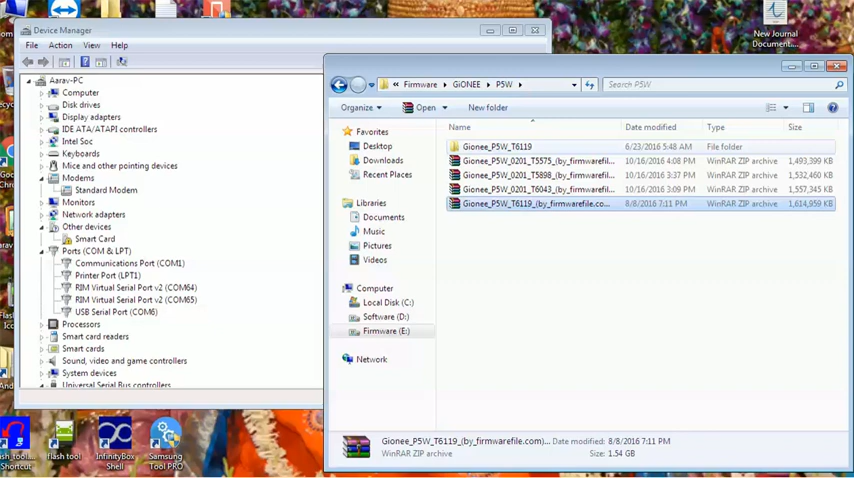 New Journal
Document....
Device Manager
File Action View Help
Aarav-PC
Computer
Disk drives
Display adapters
IDE ATA/ATAPI controllers
Intel Soc
Keyboards
Mice and other pointing devices
Modems
Standard Modem
Monitors
Network adapters
Other devices
Smart Card
Ports (COM & LPT)
Communications Port (COM1)
Printer Port (LPT1)
RIM Virtual Serial Port v2 (COM64)
RIM Virtual Serial Port v2 (COM65)
USB Serial Port (COM6)
Processors
Smart card readers
Smart cards
Sound, video and game controllers
System devices
Universal Serial Bus controllers
Firmware GiONEE P5W
Search P5W
Organize Open New folder
Favorites
Desktop
Downloads
Recent Places
Libraries
Documents
Music
Pictures
Videos
Computer
Local Disk (C:)
Software (D:)
Firmware (E:)
Network
Name Date modified Type Size
Gionee_P5W_T6119 6/23/2016 5:48 AM File folder
Gionee_P5W_0201_T5575_(by_firmwarefil... 10/16/2016 4:08 PM WinRAR ZIP archive 1,493,399 KB
Gionee_P5W_0201_T5898_(by_firmwarefil... 10/16/2016 3:37 PM WinRAR ZIP archive 1,532,460 KB
Gionee_P5W_0201_T6043_(by_firmwarefil... 10/16/2016 3:09 PM WinRAR ZIP archive 1,557,345 KB
Gionee_P5W_T6119_(by_firmwarefile.co... 8/8/2016 7:11 PM WinRAR ZIP archive 1,614,959 KB
Gionee_P5W_T6119_(by_firmwarefile.com)... Date modified: 8/8/2016 7:11 PM
WinRAR ZIP archive Size: 1.54 GB
Shortcut
flash tool
InfinityBox
Shell
Samsung
Tool PRO